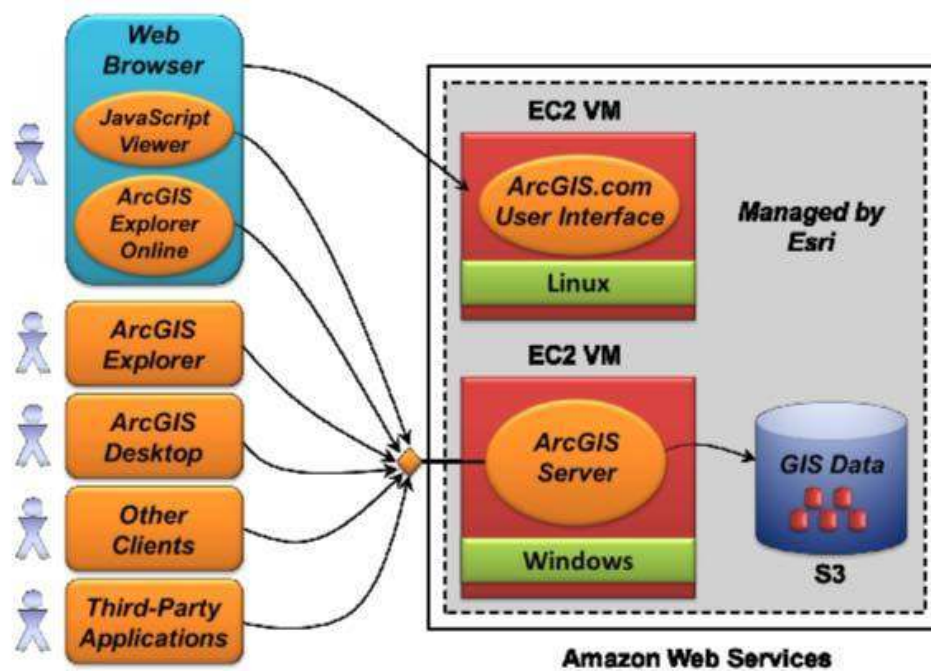 Web
Browser
JavaScript
Viewer
ArcGIS
Explorer
Online
ArcGIS
Explorer
ArcGIS
Desktop
Other
Clients
Third-Party
Applications
EC2 VM
ArcGIS.com
User Interface
Linux
Managed by
Esri
EC2 VM
ArcGIS
Server
Windows
GIS Data
S3
Amazon Web Services